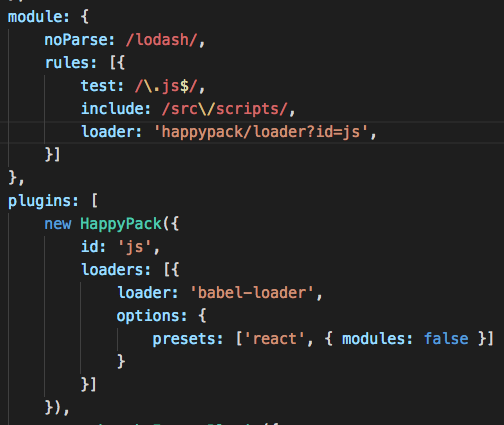 module: {
    noParse: /lodash/,
    rules: [{
        test: /\.js$/,
        include: /src\/scripts/,
        loader: 'happypack/loader?id=js',
    }]
},
plugins: [
    new HappyPack({
        id: 'js',
        loaders: [{
            loader: 'babel-loader',
            options: {
                presets: ['react', { modules: false }]
            }
        }]
    }),